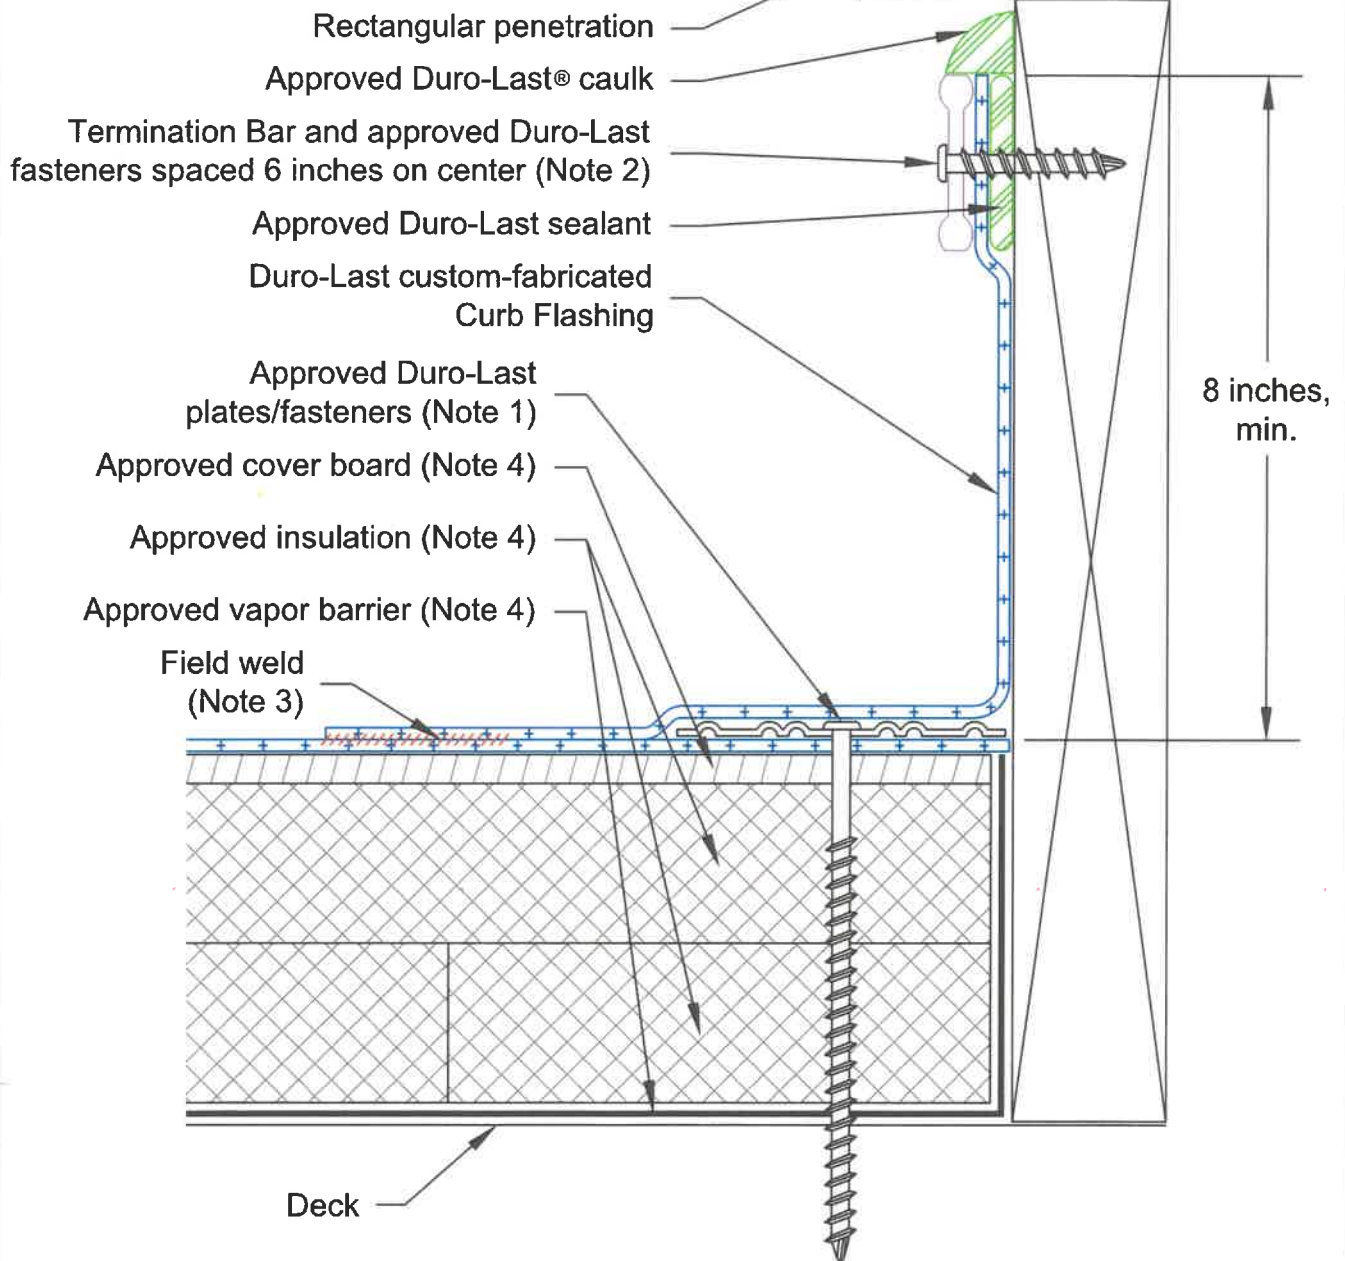 Rectangular penetration
Approved Duro-Last® caulk
Termination Bar and approved Duro-Last
fasteners spaced 6 inches on center (Note 2)
Approved Duro-Last sealant
Duro-Last custom-fabricated
Curb Flashing
Approved Duro-Last
plates/fasteners (Note 1)
8 inches,
min.
Approved cover board (Note 4)
Approved insulation (Note 4)
Approved vapor barrier (Note 4)
Field weld
(Note 3)
Deck